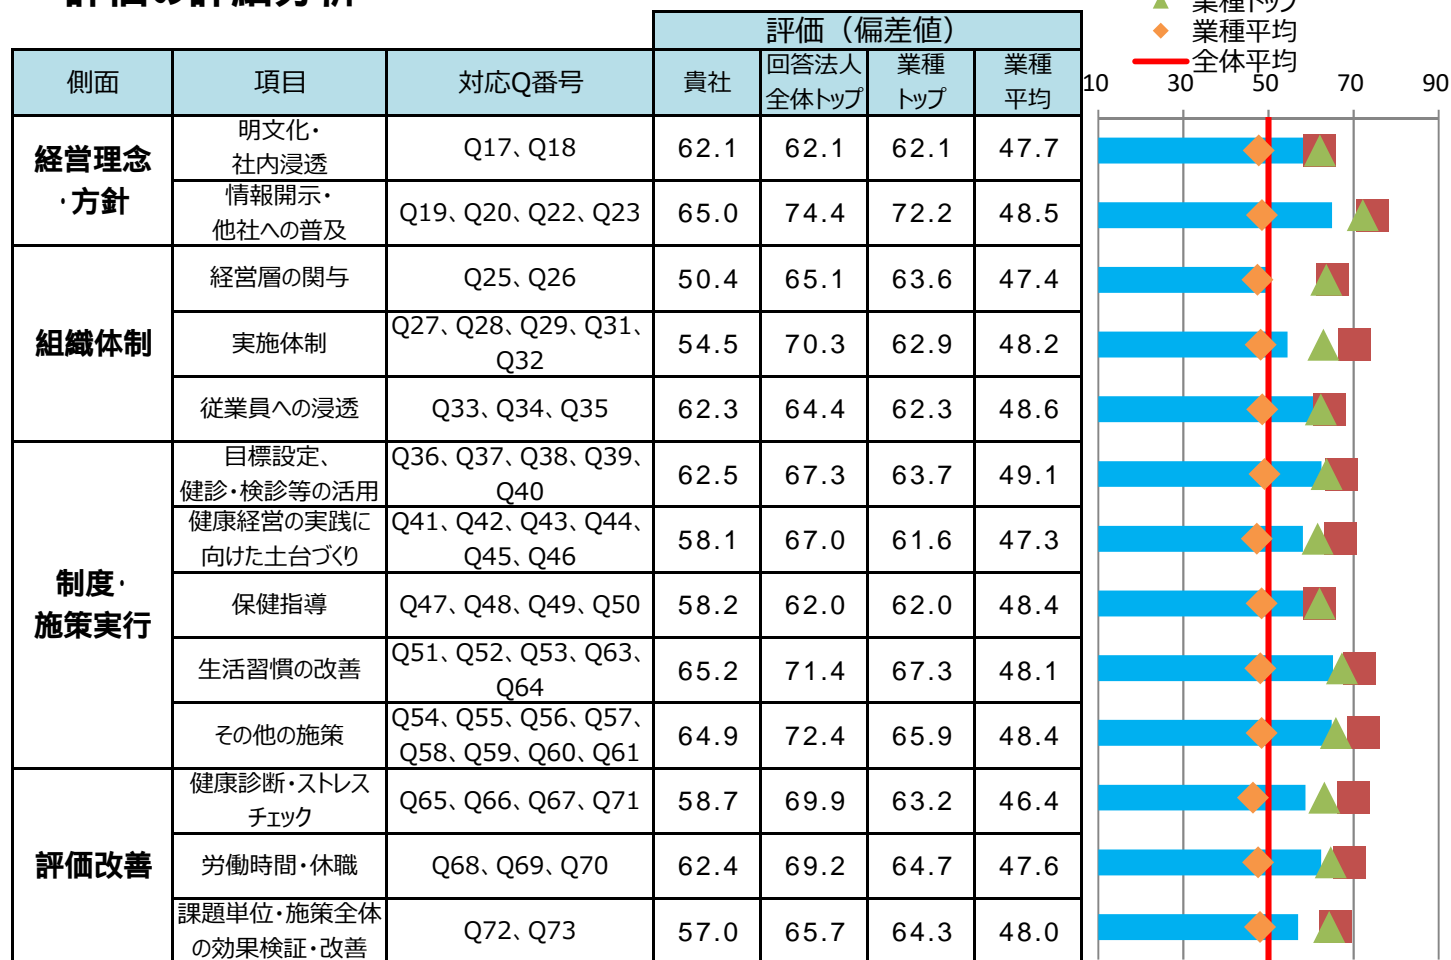 評価の詳細分析
業種トップ
業種平均
全体平均
評価（偏差値）
側面 項目 対応Q番号 貴社 回答法人全体トップ 業種トップ 業種平均
10 30 50 70 90
経営理念・方針
明文化・社内浸透 Q17、Q18 62.1 62.1 62.1 47.7
情報開示・他社への普及 Q19、Q20、Q22、Q23 65.0 74.4 72.2 48.5
組織体制
経営層の関与 Q25、Q26 50.4 65.1 63.6 47.4
実施体制 Q27、Q28、Q29、Q31、Q32 54.5 70.3 62.9 48.2
従業員への浸透 Q33、Q34、Q35 62.3 64.4 62.3 48.6
制度・施策実行
目標設定、健診・検診等の活用 Q36、Q37、Q38、Q39、Q40 62.5 67.3 63.7 49.1
健康経営の実践に向けた土台づくり Q41、Q42、Q43、Q44、Q45、Q46 58.1 67.0 61.6 47.3
保健指導 Q47、Q48、Q49、Q50 58.2 62.0 62.0 48.4
生活習慣の改善 Q51、Q52、Q53、Q63、Q64 65.2 71.4 67.3 48.1
その他の施策 Q54、Q55、Q56、Q57、Q58、Q59、Q60、Q61 64.9 72.4 65.9 48.4
評価改善
健康診断・ストレスチェック Q65、Q66、Q67、Q71 58.7 69.9 63.2 46.4
労働時間・休職 Q68、Q69、Q70 62.4 69.2 64.7 47.6
課題単位・施策全体の効果検証・改善 Q72、Q73 57.0 65.7 64.3 48.0